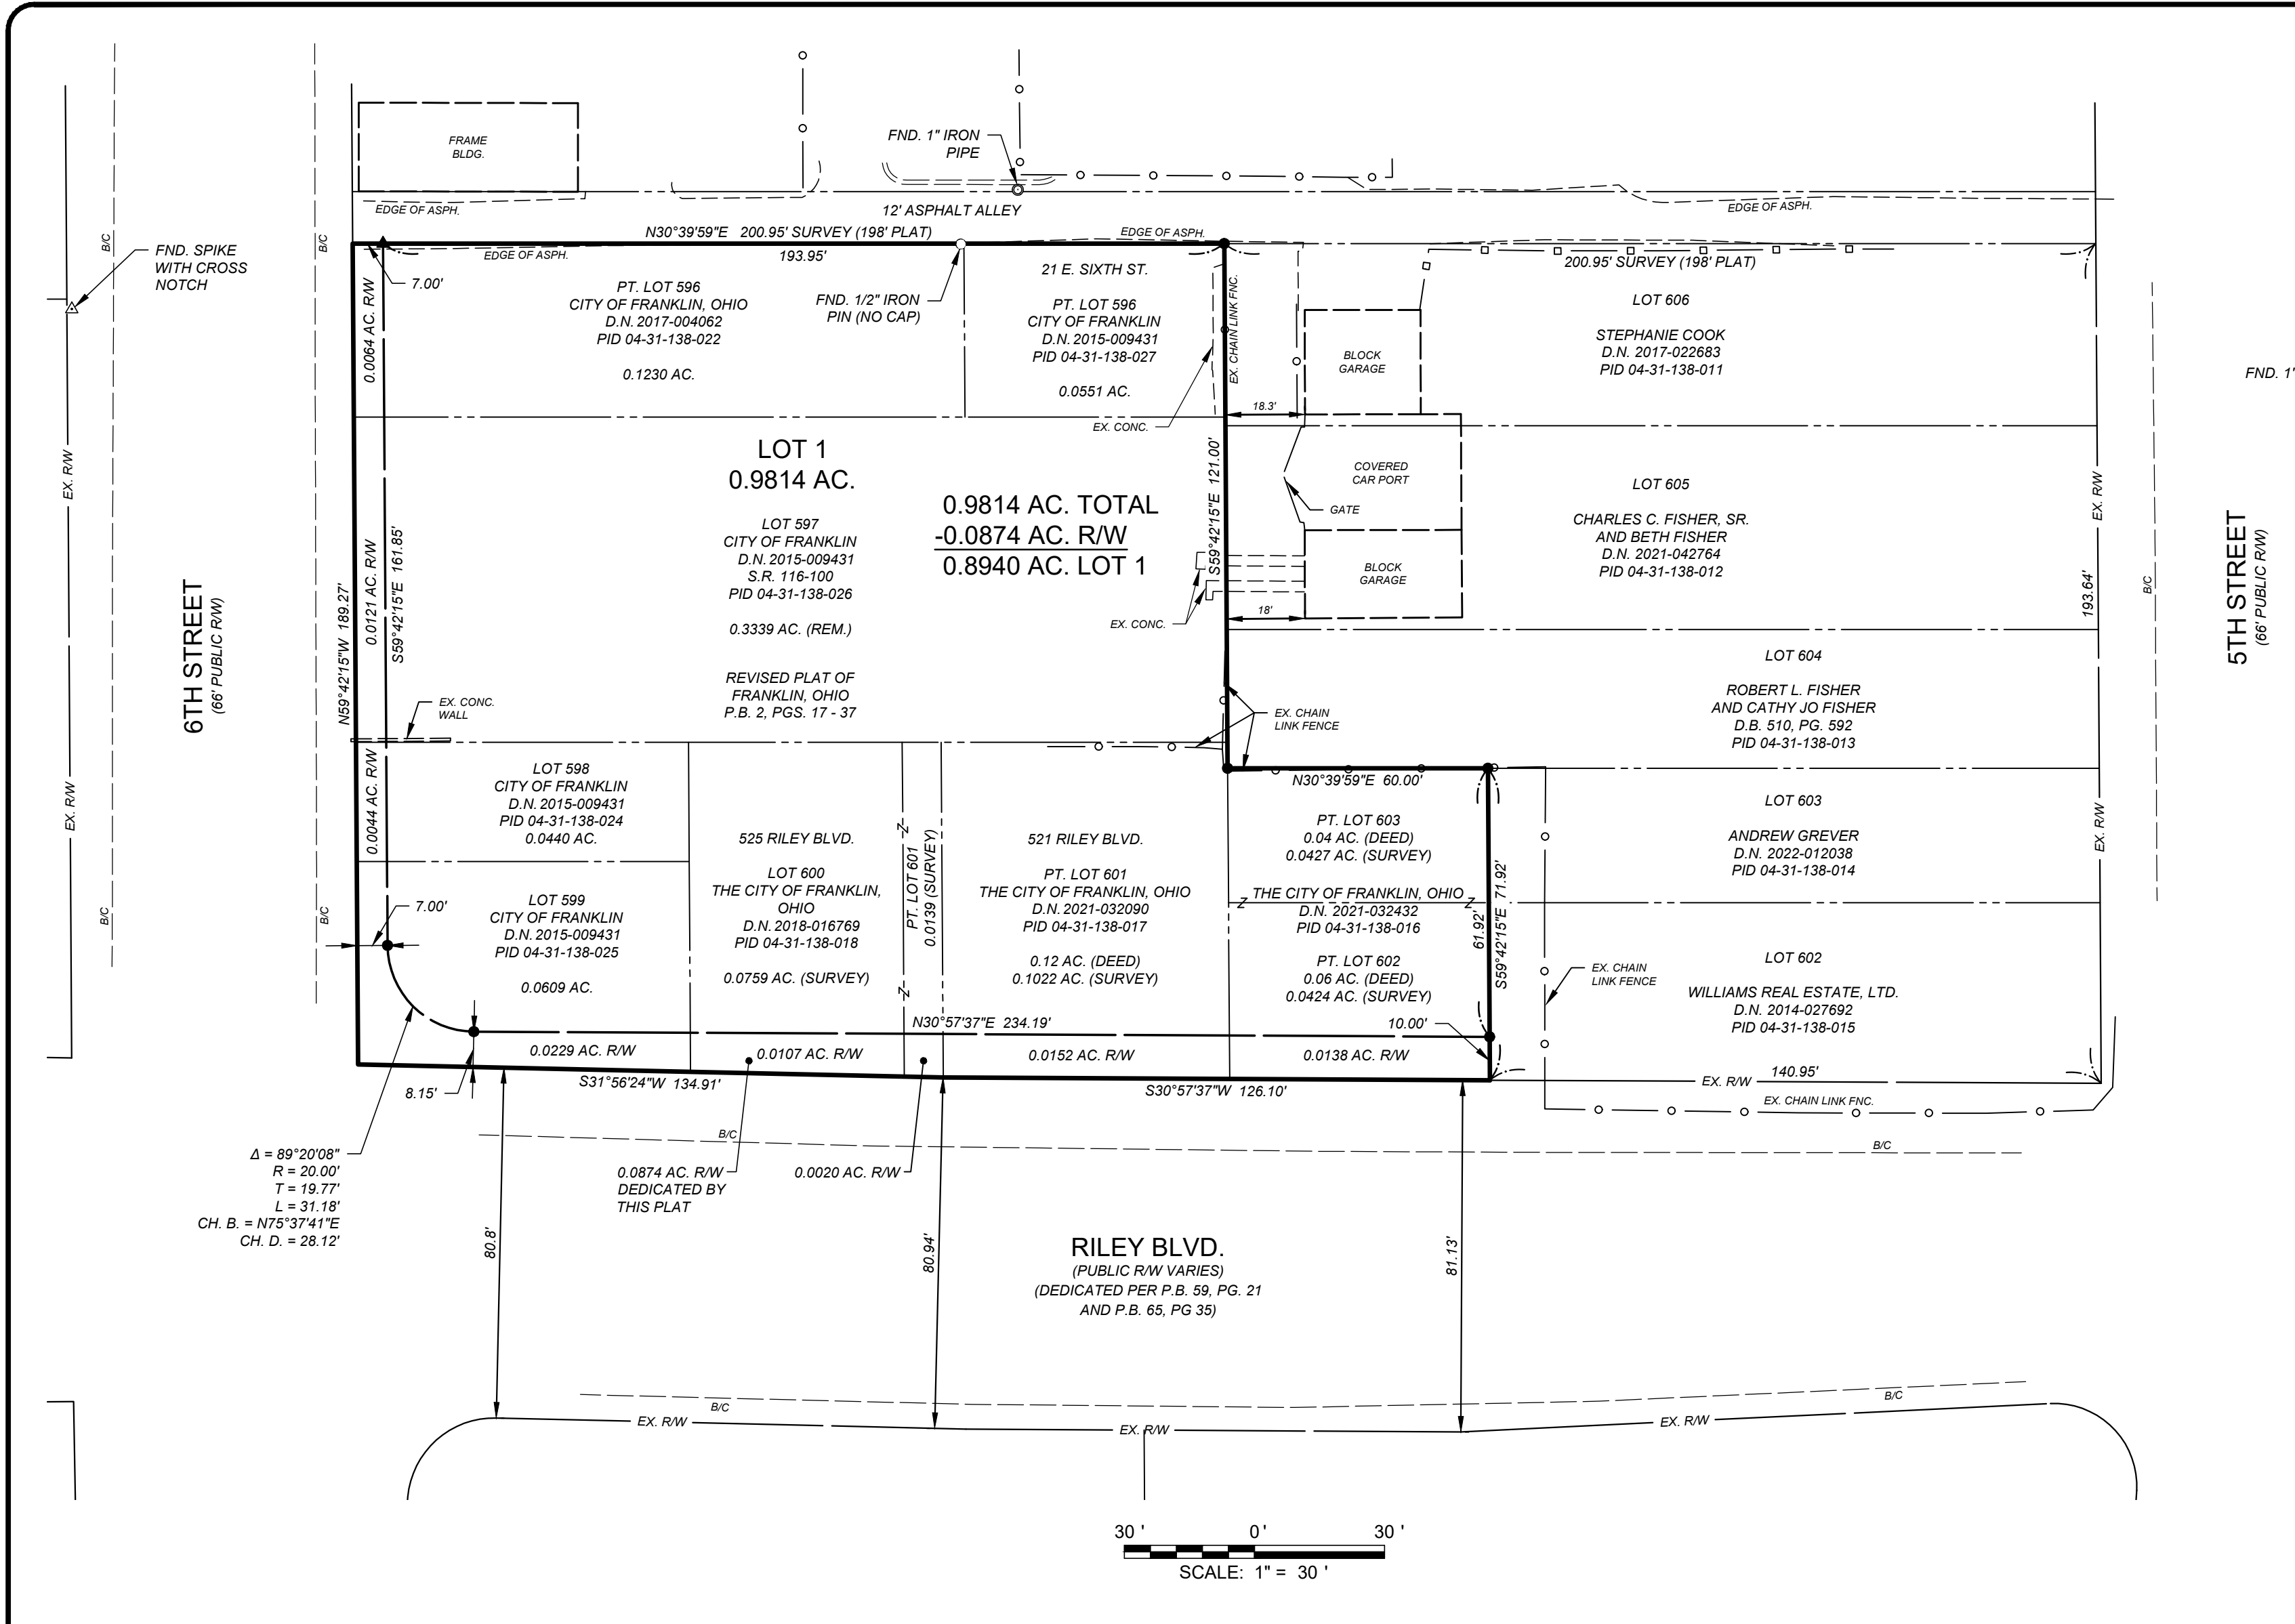 FND. SPIKE
WITH CROSS
NOTCH
B/C
B/C
EX. R/W
EX. R/W
B/C
B/C
6TH STREET
(66' PUBLIC R/W)
FRAME
BLDG.
EDGE OF ASPH.
FND. 1" IRON
PIPE
12' ASPHALT ALLEY
EDGE OF ASPH.
N30°39'59"E 200.95' SURVEY (198' PLAT)
EDGE OF ASPH.
193.95'
EDGE OF ASPH.
7.00'
0.0064 AC. R/W
PT. LOT 596
CITY OF FRANKLIN, OHIO
D.N. 2017-004062
PID 04-31-138-022
0.1230 AC.
FND. 1/2" IRON
PIN (NO CAP)
21 E. SIXTH ST.
PT. LOT 596
CITY OF FRANKLIN
D.N. 2015-009431
PID 04-31-138-027
0.0551 AC.
EX. CONC.
EX. CHAIN LINK FNC.
200.95' SURVEY (198' PLAT)
LOT 606
STEPHANIE COOK
D.N. 2017-022683
PID 04-31-138-011
BLOCK
GARAGE
18.3'
FND. 1"
LOT 1
0.9814 AC.
0.9814 AC. TOTAL
-0.0874 AC. R/W
0.8940 AC. LOT 1
LOT 597
CITY OF FRANKLIN
D.N. 2015-009431
S.R. 116-100
PID 04-31-138-026
0.3339 AC. (REM.)
REVISED PLAT OF
FRANKLIN, OHIO
P.B. 2, PGS. 17 - 37
N59°42'15"W 189.27'
0.0121 AC. R/W
S59°42'15"E 161.85'
S59°42'15"E 121.00'
COVERED
CAR PORT
GATE
BLOCK
GARAGE
18'
EX. CONC.
LOT 605
CHARLES C. FISHER, SR.
AND BETH FISHER
D.N. 2021-042764
PID 04-31-138-012
EX. R/W
193.64'
B/C
5TH STREET
(66' PUBLIC R/W)
EX. CONC.
WALL
EX. CHAIN
LINK FENCE
LOT 604
ROBERT L. FISHER
AND CATHY JO FISHER
D.B. 510, PG. 592
PID 04-31-138-013
0.0044 AC. R/W
LOT 598
CITY OF FRANKLIN
D.N. 2015-009431
PID 04-31-138-024
0.0440 AC.
LOT 599
CITY OF FRANKLIN
D.N. 2015-009431
PID 04-31-138-025
0.0609 AC.
7.00'
525 RILEY BLVD.
LOT 600
THE CITY OF FRANKLIN,
OHIO
D.N. 2018-016769
PID 04-31-138-018
0.0759 AC. (SURVEY)
PT. LOT 601
0.0139 (SURVEY)
Z
Z
521 RILEY BLVD.
PT. LOT 601
THE CITY OF FRANKLIN, OHIO
D.N. 2021-032090
PID 04-31-138-017
0.12 AC. (DEED)
0.1022 AC. (SURVEY)
N30°39'59"E 60.00'
PT. LOT 603
0.04 AC. (DEED)
0.0427 AC. (SURVEY)
Z THE CITY OF FRANKLIN, OHIO Z
D.N. 2021-032432
PID 04-31-138-016
PT. LOT 602
0.06 AC. (DEED)
0.0424 AC. (SURVEY)
61.92'
S59°42'15"E 71.92'
10.00'
LOT 603
ANDREW GREVER
D.N. 2022-012038
PID 04-31-138-014
EX. R/W
EX. CHAIN
LINK FENCE
LOT 602
WILLIAMS REAL ESTATE, LTD.
D.N. 2014-027692
PID 04-31-138-015
N30°57'37"E 234.19'
0.0229 AC. R/W
0.0107 AC. R/W
0.0152 AC. R/W
0.0138 AC. R/W
8.15'
S31°56'24"W 134.91'
S30°57'37"W 126.10'
EX. R/W
140.95'
EX. CHAIN LINK FNC.
B/C
B/C
Δ = 89°20'08"
R = 20.00'
T = 19.77'
L = 31.18'
CH. B. = N75°37'41"E
CH. D. = 28.12'
0.0874 AC. R/W
DEDICATED BY
THIS PLAT
0.0020 AC. R/W
80.8'
80.94'
81.13'
RILEY BLVD.
(PUBLIC R/W VARIES)
(DEDICATED PER P.B. 59, PG. 21
AND P.B. 65, PG 35)
B/C
B/C
EX. R/W
EX. R/W
EX. R/W
30 ' 0' 30 '
SCALE: 1" = 30 '